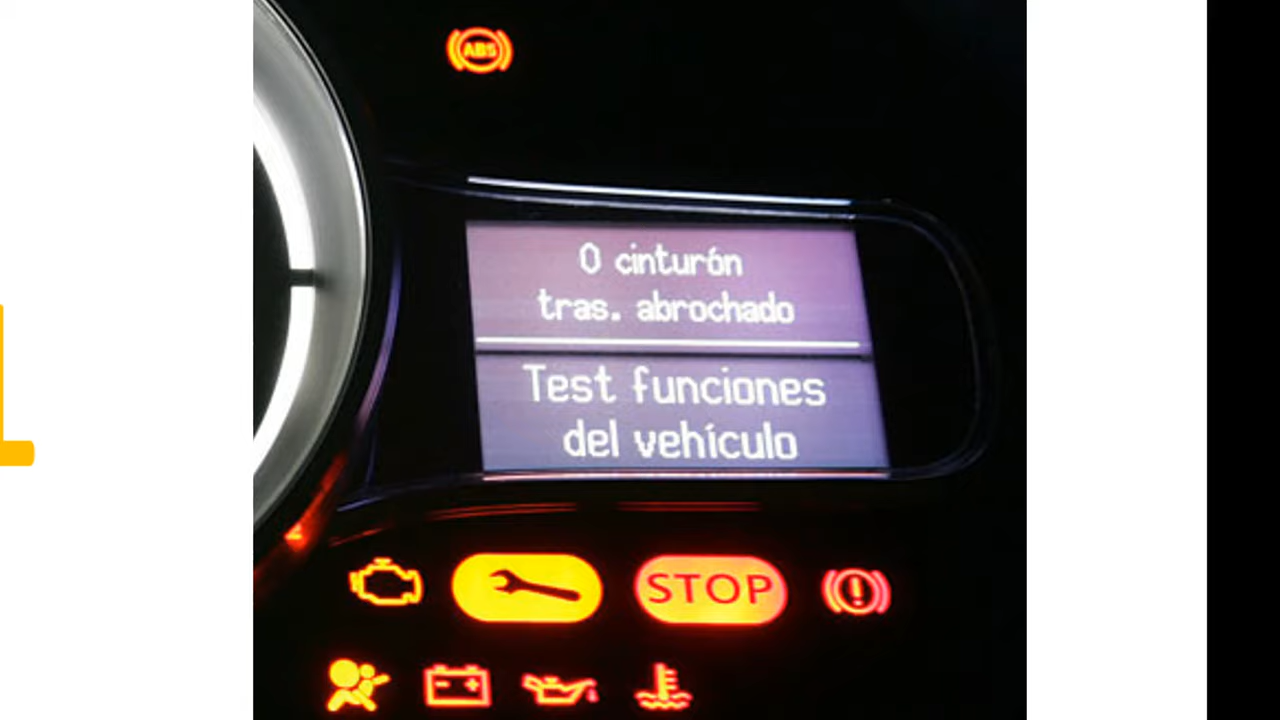 ABS
0 cinturón
tras. abrochado
Test funciones
del vehículo
STOP